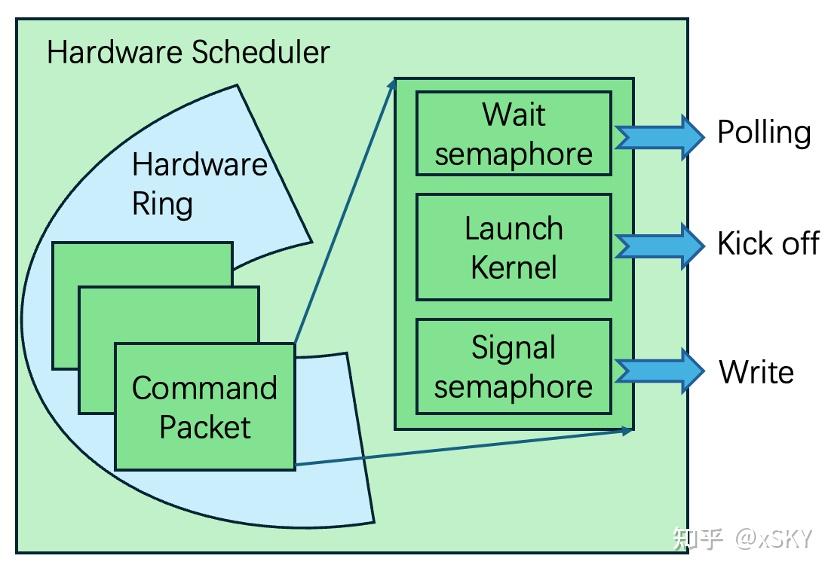 Hardware Scheduler
Hardware
Ring
Command
Packet
Wait
semaphore
Launch
Kernel
Signal
semaphore
Polling
Kick off
Write
知乎 @xSKY